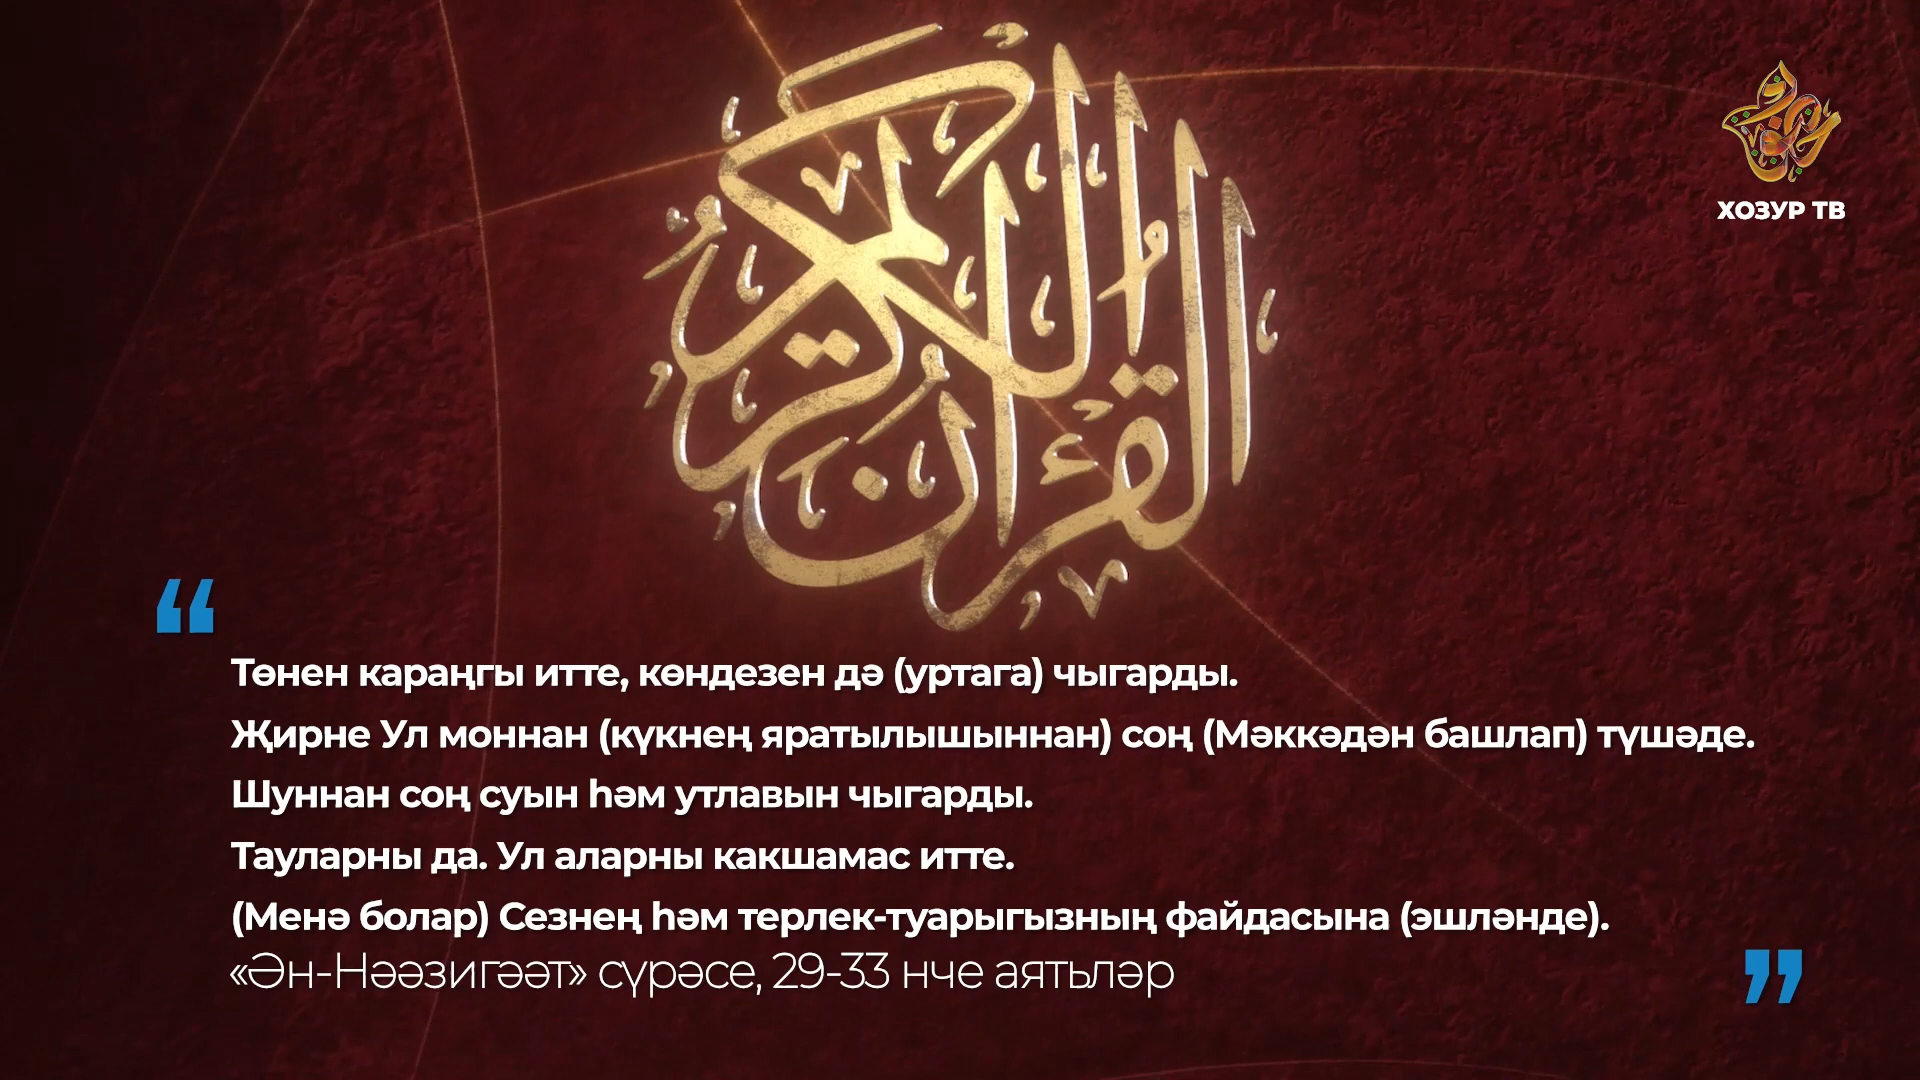 القرآن الكريم
ХОЗУР ТВ
“
Төнен караңгы итте, көндезен дә (уртага) чыгарды.
Җирне Ул моннан (күкнең яратылышыннан) соң (Мәккәдән башлап) түшәде.
Шуннан соң суын һәм утлавын чыгарды.
Тауларны да. Ул аларны какшамас итте.
(Менә болар) Сезнең һәм терлек-туарыгызның файдасына (эшләнде).
«Ән-Нәәзигәәт» сүрәсе, 29-33 нче аятьләр
”